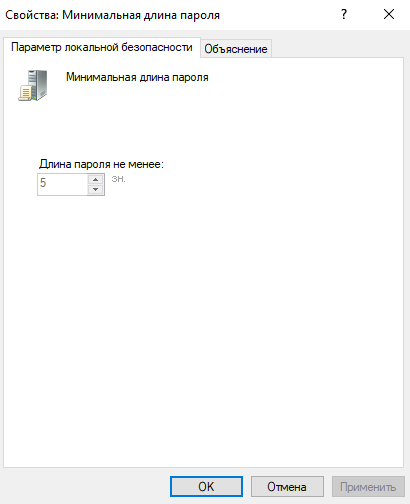 Свойства: Минимальная длина пароля
Параметр локальной безопасности Объяснение
Минимальная длина пароля
Длина пароля не менее:
5 зн.
OK Отмена Применить